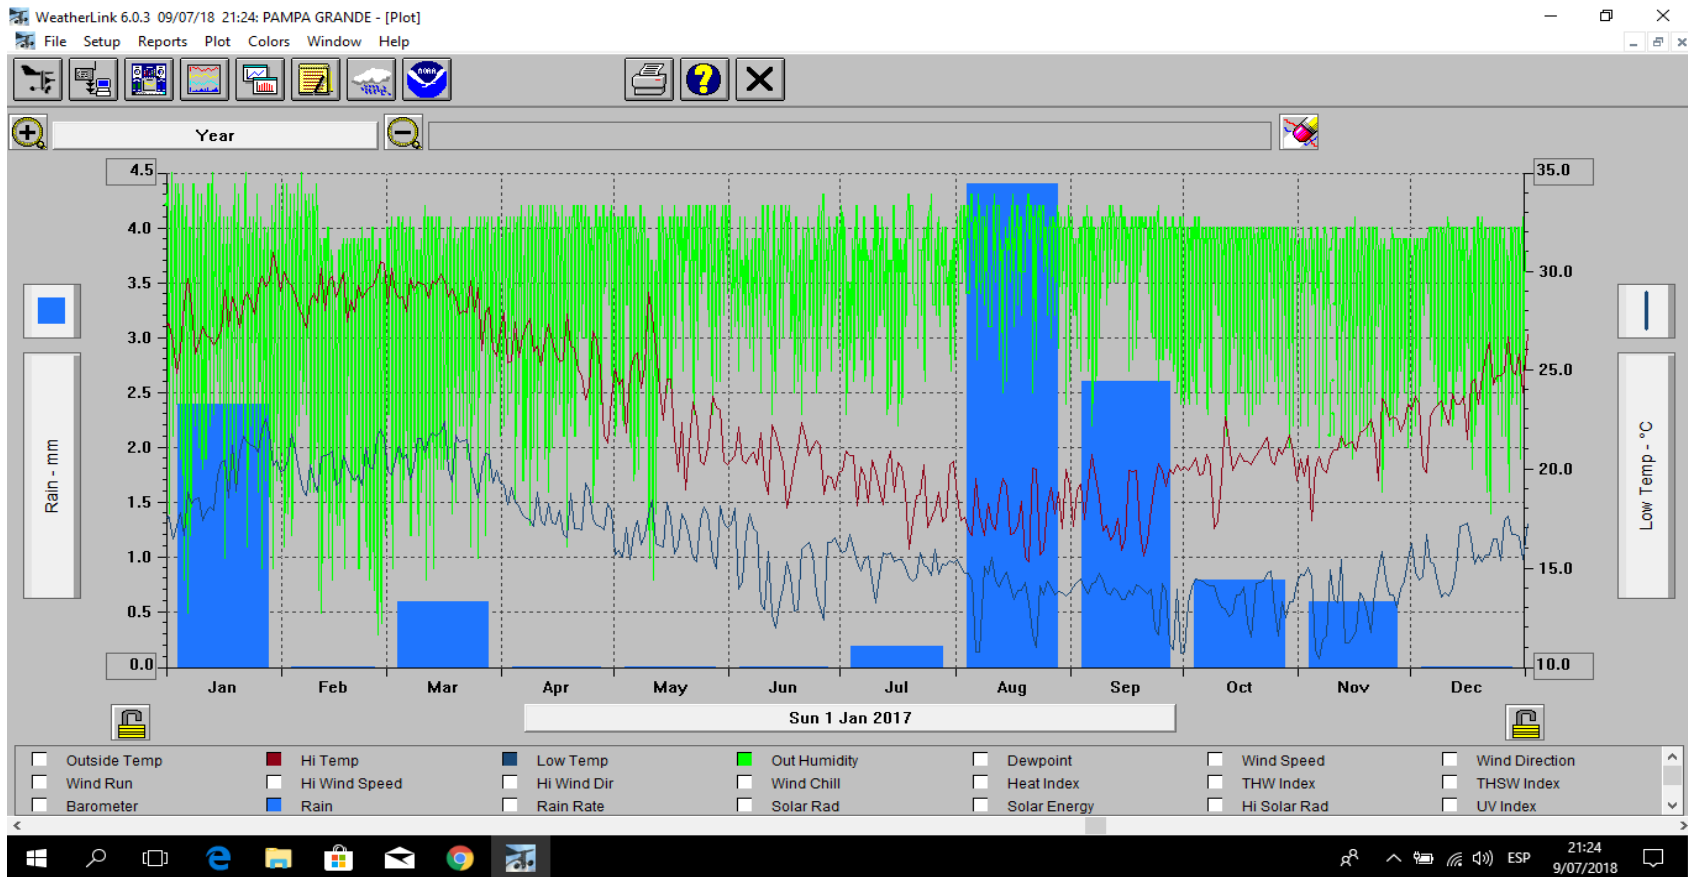 WeatherLink 6.0.3 09/07/18 21:24: PAMPA GRANDE - [Plot]
File Setup Reports Plot Colors Window Help
NOAA
Year
4.5
4.0
3.5
3.0
2.5
2.0
1.5
1.0
0.5
0.0
Rain - mm
35.0
30.0
25.0
20.0
15.0
10.0
Low Temp - °C
Jan Feb Mar Apr May Jun Jul Aug Sep Oct Nov Dec
Sun 1 Jan 2017
Outside Temp Hi Temp Low Temp Out Humidity Dewpoint Wind Speed Wind Direction
Wind Run Hi Wind Speed Hi Wind Dir Wind Chill Heat Index THW Index THSW Index
Barometer Rain Rain Rate Solar Rad Solar Energy Hi Solar Rad UV Index
ESP
21:24
9/07/2018